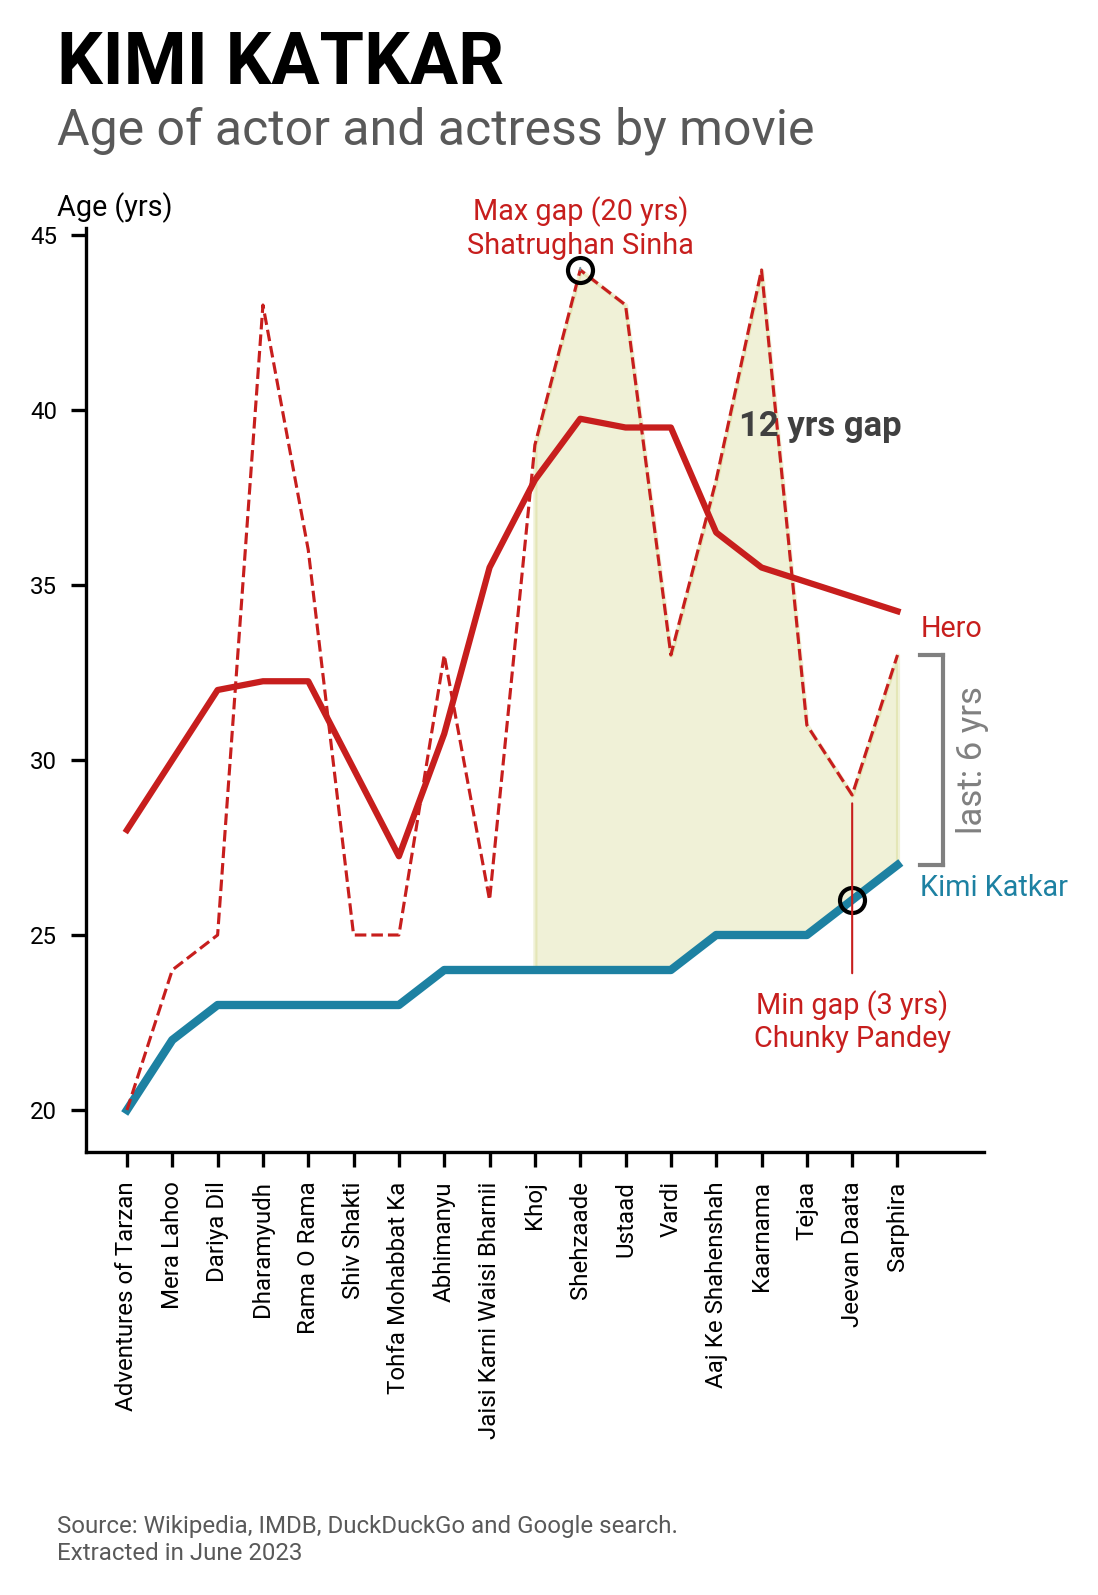 KIMI KATKAR
Age of actor and actress by movie
Age (yrs)
Max gap (20 yrs)
Shatrughan Sinha
45
40
35
30
25
20
12 yrs gap
Hero
last: 6 yrs
Kimi Katkar
Min gap (3 yrs)
Chunky Pandey
Adventures of Tarzan
Mera Lahoo
Dariya Dil
Dharamyudh
Rama O Rama
Shiv Shakti
Tohfa Mohabbat Ka
Abhimanyu
Jaisi Karni Waisi Bharnii
Khoj
Shehzaade
Ustaad
Vardi
Aaj Ke Shahenshah
Kaarnama
Tejaa
Jeevan Daata
Sarphira
Source: Wikipedia, IMDB, DuckDuckGo and Google search.
Extracted in June 2023